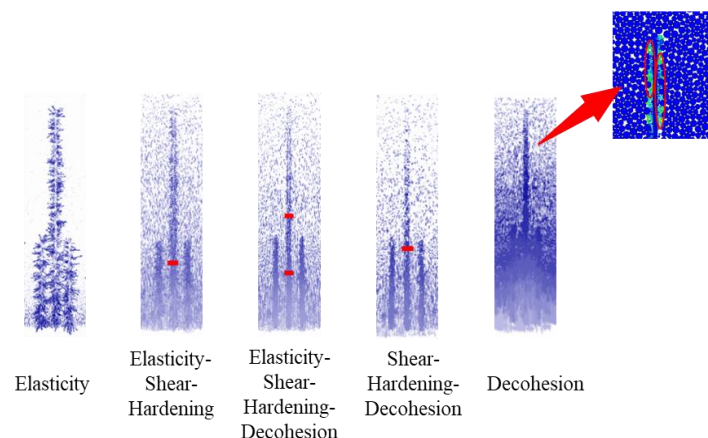 Elasticity
Elasticity-
Shear-
Hardening
Elasticity-
Shear-
Hardening-
Decohesion
Shear-
Hardening-
Decohesion
Decohesion